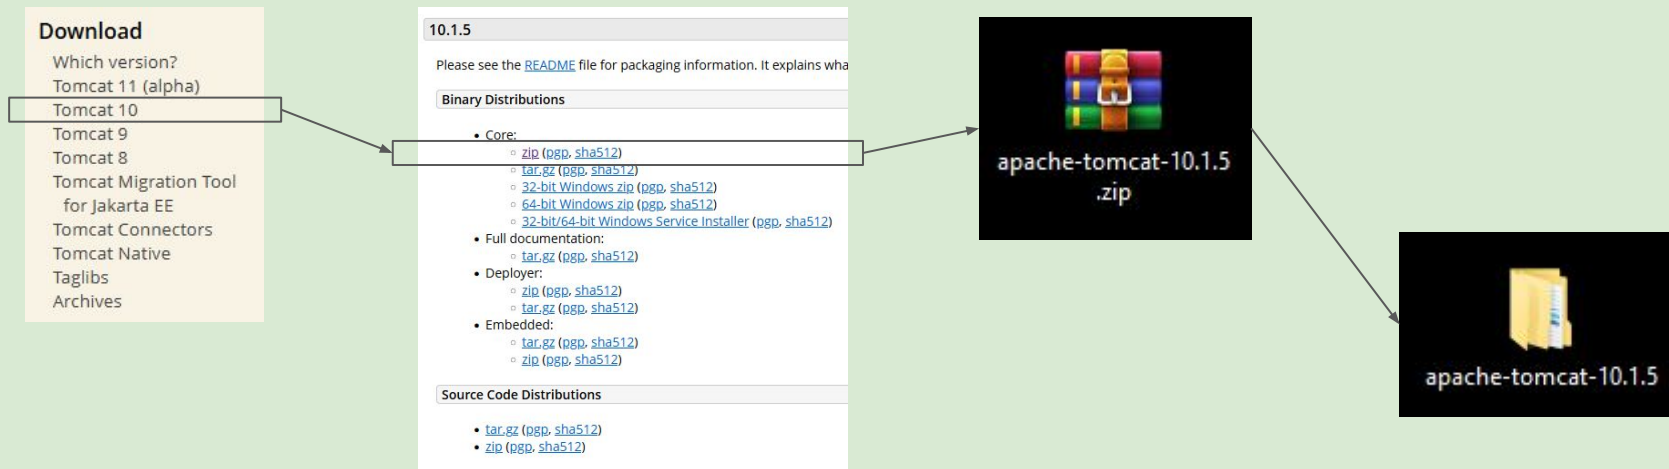 Download
Which version?
Tomcat 11 (alpha)
Tomcat 10
Tomcat 9
Tomcat 8
Tomcat Migration Tool
for Jakarta EE
Tomcat Connectors
Tomcat Native
Taglibs
Archives
10.1.5
Please see the README file for packaging information. It explains wha
Binary Distributions
• Core:
○ zip (pgp, sha512)
○ tar.gz (pgp, sha512)
○ 32-bit Windows zip (pgp, sha512)
○ 64-bit Windows zip (pgp, sha512)
○ 32-bit/64-bit Windows Service Installer (pgp, sha512)
• Full documentation:
○ tar.gz (pgp, sha512)
• Deployer:
○ zip (pgp, sha512)
○ tar.gz (pgp, sha512)
• Embedded:
○ tar.gz (pgp, sha512)
○ zip (pgp, sha512)
Source Code Distributions
• tar.gz (pgp, sha512)
• zip (pgp, sha512)
apache-tomcat-10.1.5
.zip
apache-tomcat-10.1.5